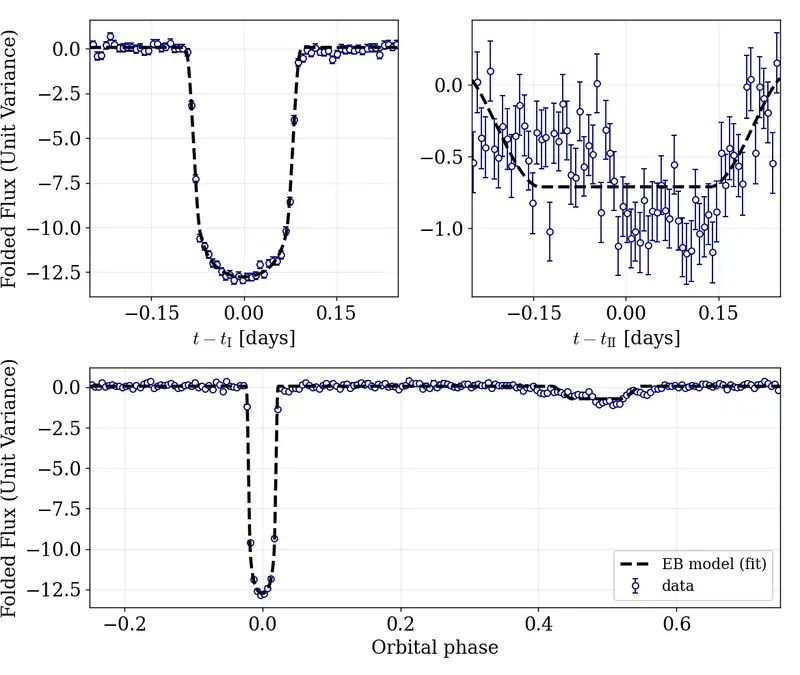 Folded Flux (Unit Variance)
0.0
−2.5
−5.0
−7.5
−10.0
−12.5
−0.15 0.00 0.15
t − tI [days]
0.0
−0.5
−1.0
−0.15 0.00 0.15
t − tII [days]
Folded Flux (Unit Variance)
0.0
−2.5
−5.0
−7.5
−10.0
−12.5
EB model (fit)
data
−0.2 0.0 0.2 0.4 0.6
Orbital phase